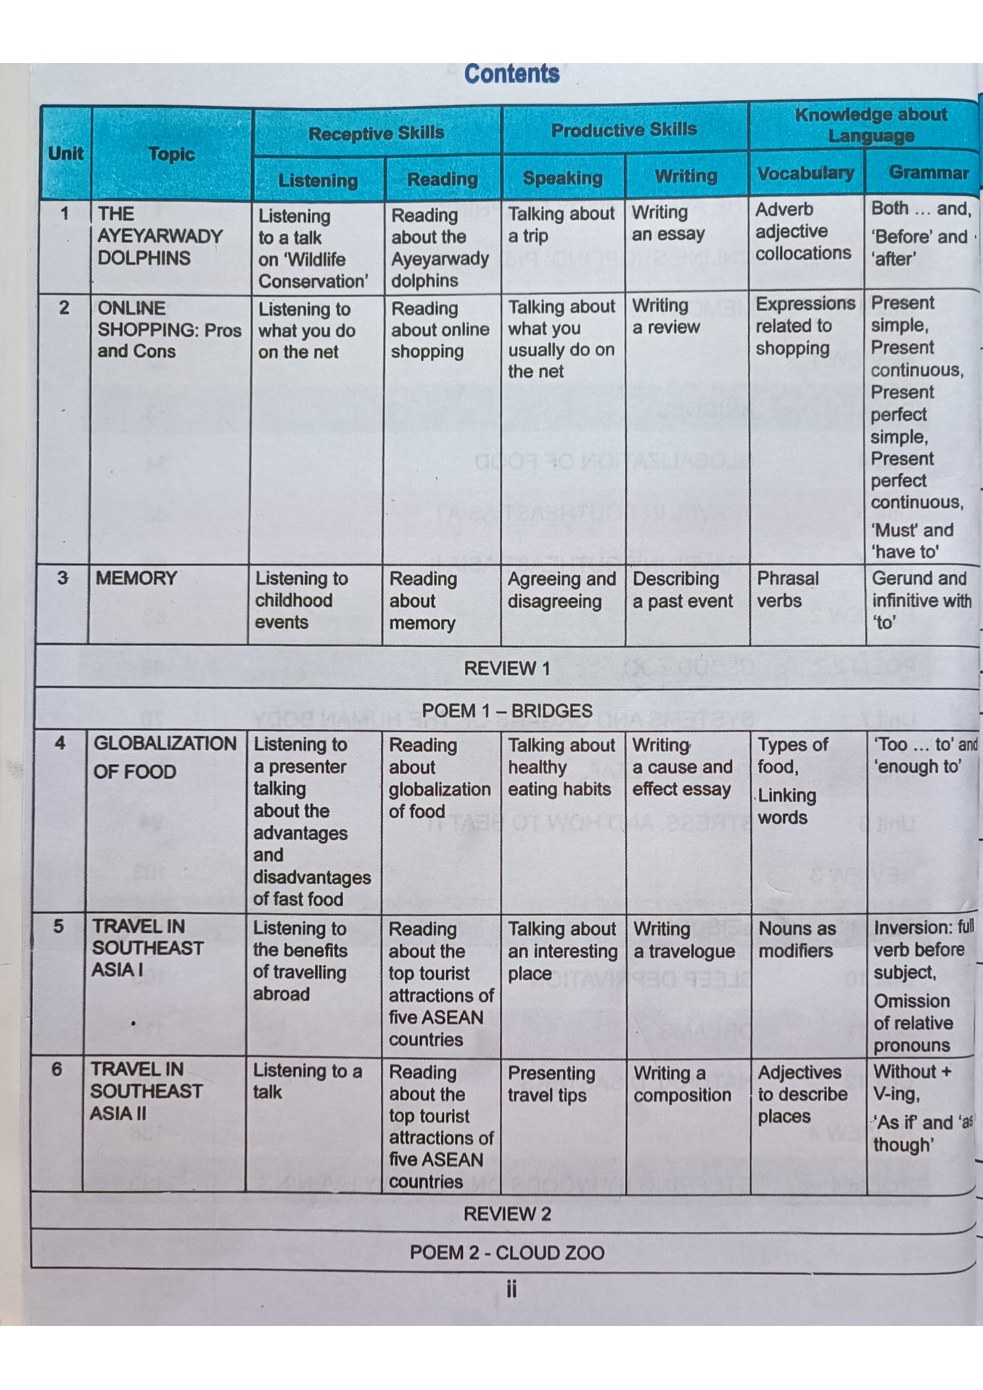 Contents
Unit
Topic
Receptive Skills
Productive Skills
Knowledge about
Language
Listening
Reading
Speaking
Writing
Vocabulary
Grammar
1
THE
AYEYARWADY
DOLPHINS
Listening
to a talk
on 'Wildlife
Conservation'
Reading
about the
Ayeyarwady
dolphins
Talking about
a trip
Writing
an essay
Adverb
adjective
collocations
Both ... and,
'Before' and
'after'
2
ONLINE
SHOPPING: Pros
and Cons
Listening to
what you do
on the net
Reading
about online
shopping
Talking about
what you
usually do on
the net
Writing
a review
Expressions
related to
shopping
Present
simple,
Present
continuous,
Present
perfect
simple,
Present
perfect
continuous,
'Must' and
'have to'
3
MEMORY
Listening to
childhood
events
Reading
about
memory
Agreeing and
disagreeing
Describing
a past event
Phrasal
verbs
Gerund and
infinitive with
'to'
REVIEW 1
POEM 1 – BRIDGES
4
GLOBALIZATION
OF FOOD
Listening to
a presenter
talking
about the
advantages
and
disadvantages
of fast food
Reading
about
globalization
of food
Talking about
healthy
eating habits
Writing
a cause and
effect essay
Types of
food,
Linking
words
'Too ... to' and
'enough to'
5
TRAVEL IN
SOUTHEAST
ASIA I
Listening to
the benefits
of travelling
abroad
Reading
about the
top tourist
attractions of
five ASEAN
countries
Talking about
an interesting
place
Writing
a travelogue
Nouns as
modifiers
Inversion: full
verb before
subject,
Omission
of relative
pronouns
6
TRAVEL IN
SOUTHEAST
ASIA II
Listening to a
talk
Reading
about the
top tourist
attractions of
five ASEAN
countries
Presenting
travel tips
Writing a
composition
Adjectives
to describe
places
Without +
V-ing,
'As if' and 'as
though'
REVIEW 2
POEM 2 - CLOUD ZOO
ii